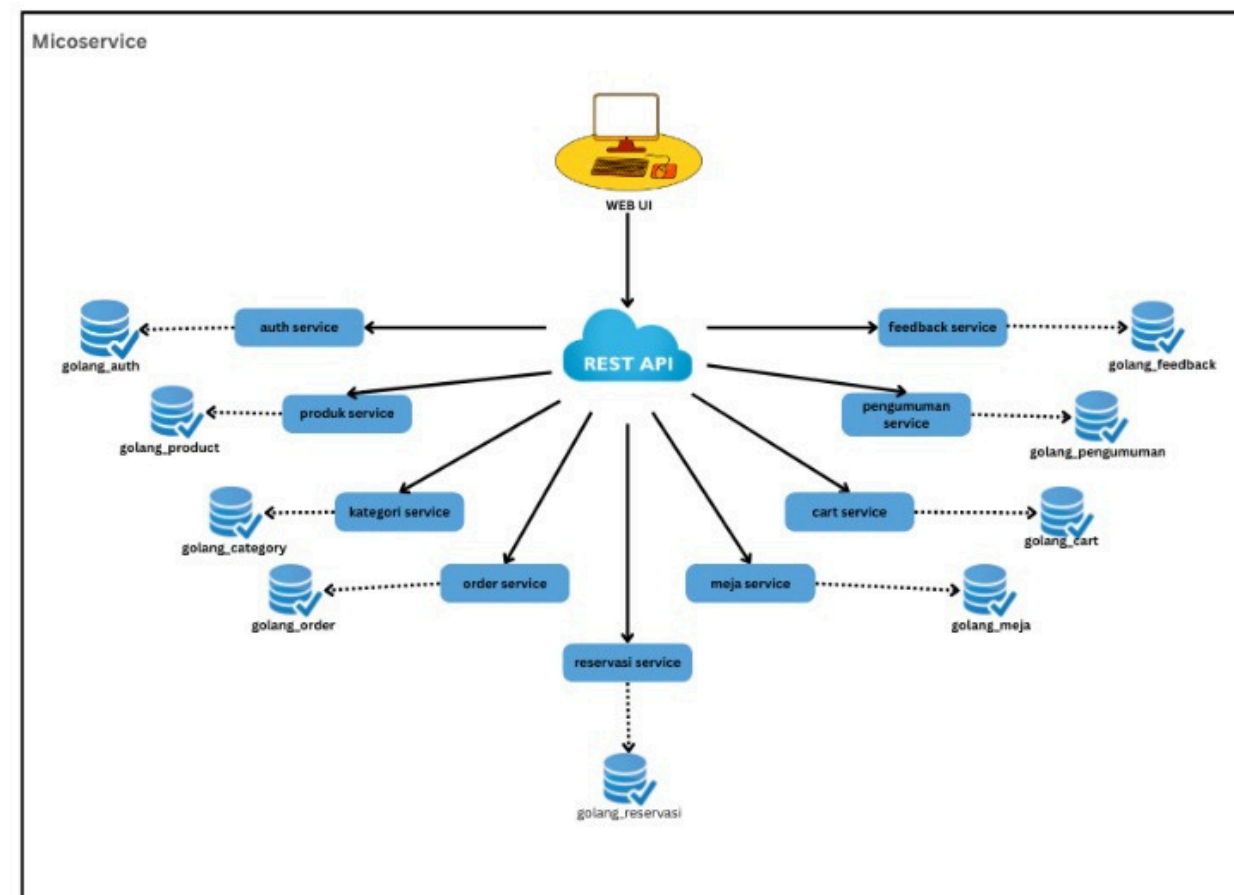 Micoservice
WEB UI
REST API
auth service
golang_auth
feedback service
golang_feedback
produk service
golang_product
pengumuman
service
golang_pengumuman
kategori service
golang_category
cart service
golang_cart
order service
golang_order
meja service
golang_meja
reservasi service
golang_reservasi